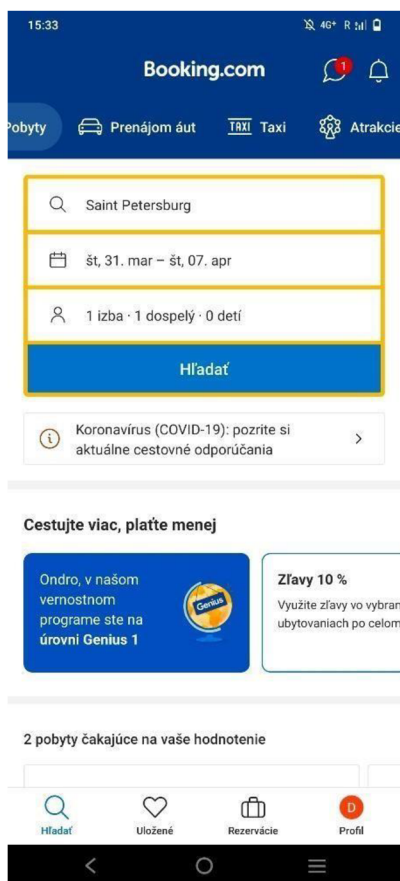 15:33
4G+ R
Booking.com
1
Pobyty
Prenájom áut
TAXI Taxi
Atrakcie
Saint Petersburg
št, 31. mar – št, 07. apr
1 izba · 1 dospelý · 0 detí
Hľadať
Koronavírus (COVID-19): pozrite si
aktuálne cestovné odporúčania
Cestujte viac, plaťte menej
Ondro, v našom
vernostnom
programe ste na
úrovni Genius 1
Genius
Zľavy 10 %
Využite zľavy vo vybran
ubytovaniach po celom
2 pobyty čakajúce na vaše hodnotenie
D
Hľadať
Uložené
Rezervácie
Profil